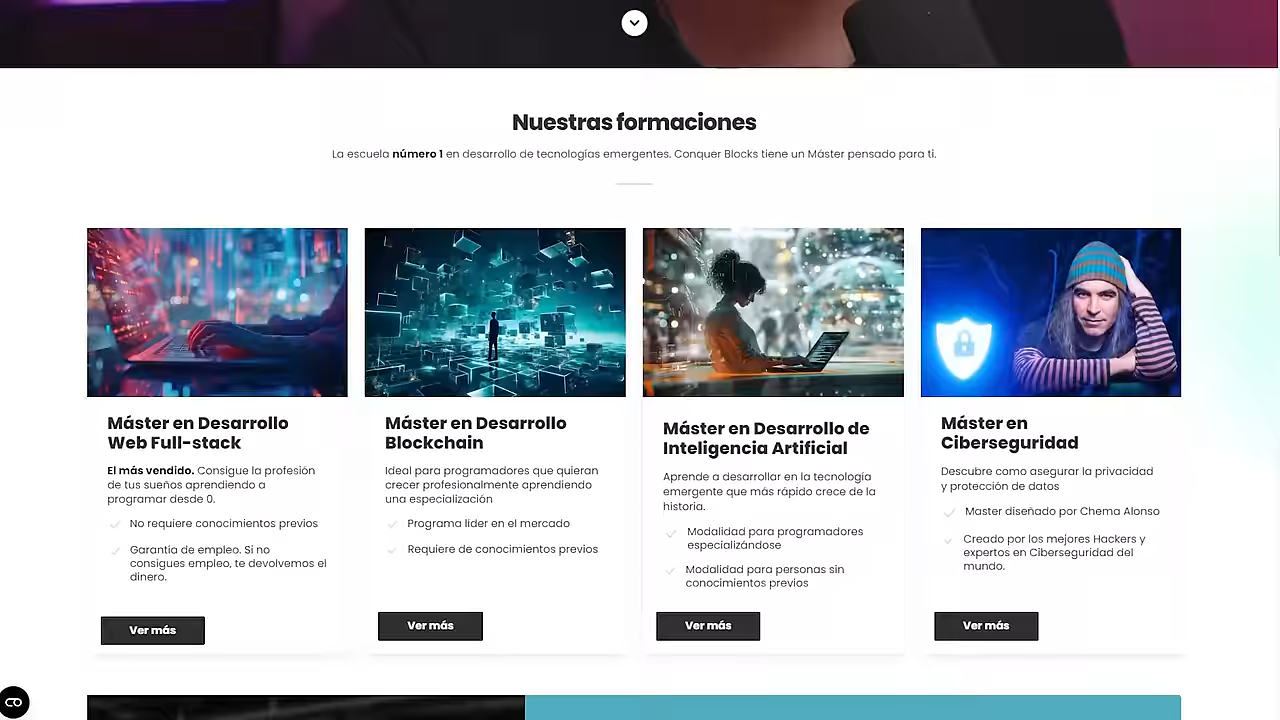 Nuestras formaciones
La escuela número 1 en desarrollo de tecnologías emergentes. Conquer Blocks tiene un Máster pensado para ti.
Máster en Desarrollo
Web Full-stack
El más vendido. Consigue la profesión
de tus sueños aprendiendo a
programar desde 0.
No requiere conocimientos previos
Garantía de empleo. Si no
consigues empleo, te devolvemos el
dinero.
Ver más
Máster en Desarrollo
Blockchain
Ideal para programadores que quieran
crecer profesionalmente aprendiendo
una especialización
Programa líder en el mercado
Requiere de conocimientos previos
Ver más
Máster en Desarrollo de
Inteligencia Artificial
Aprende a desarrollar en la tecnología
emergente que más rápido crece de la
historia.
Modalidad para programadores
especializándose
Modalidad para personas sin
conocimientos previos
Ver más
Máster en
Ciberseguridad
Descubre como asegurar la privacidad
y protección de datos
Master diseñado por Chema Alonso
Creado por los mejores Hackers y
expertos en Ciberseguridad del
mundo.
Ver más